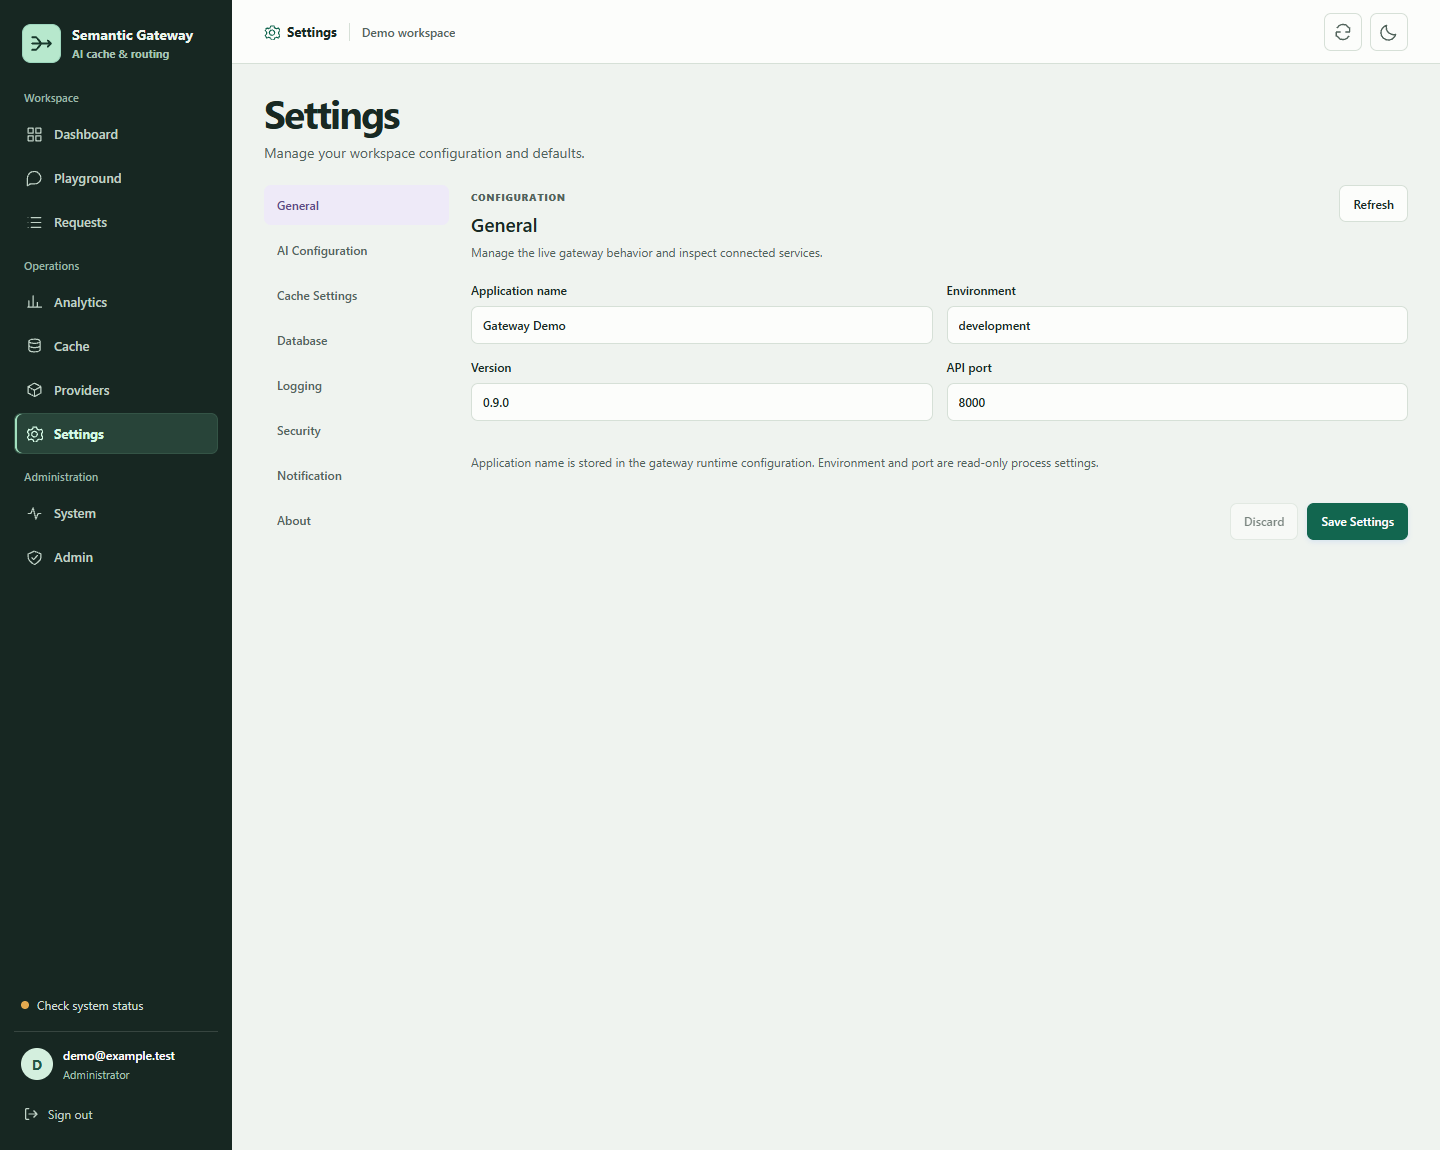 Semantic Gateway
AI cache & routing
Workspace
Dashboard
Playground
Requests
Operations
Analytics
Cache
Providers
Settings
Administration
System
Admin
Check system status
D
demo@example.test
Administrator
Sign out
Settings
Demo workspace
Settings
Manage your workspace configuration and defaults.
General
AI Configuration
Cache Settings
Database
Logging
Security
Notification
About
CONFIGURATION
General
Manage the live gateway behavior and inspect connected services.
Refresh
Application name
Gateway Demo
Environment
development
Version
0.9.0
API port
8000
Application name is stored in the gateway runtime configuration. Environment and port are read-only process settings.
Discard
Save Settings